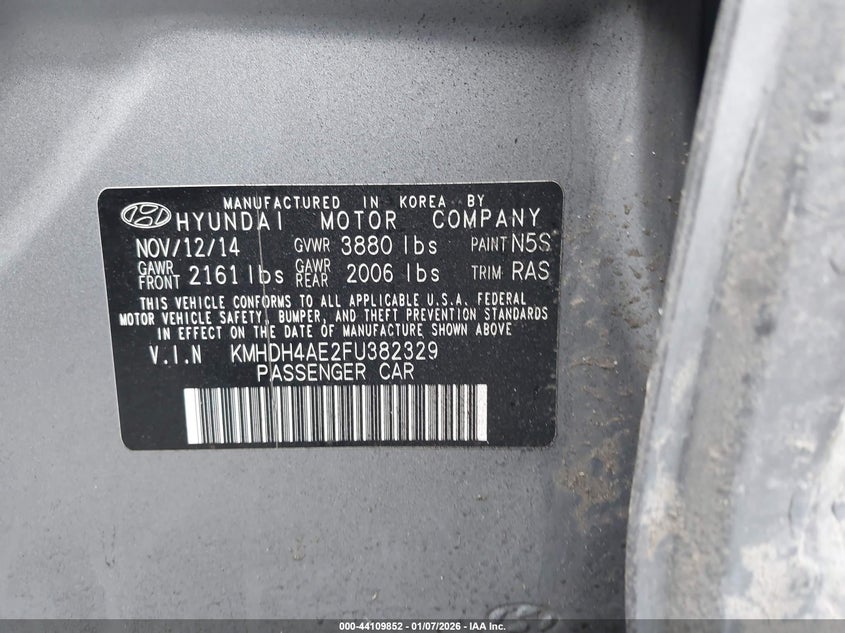 MANUFACTURED IN KOREA BY
HYUNDAI MOTOR COMPANY
NOV/12/14 GVWR 3880 lbs PAINT N5S
GAWR FRONT 2161 lbs GAWR REAR 2006 lbs TRIM RAS
THIS VEHICLE CONFORMS TO ALL APPLICABLE U.S.A. FEDERAL
MOTOR VEHICLE SAFETY, BUMPER, AND THEFT PREVENTION STANDARDS
IN EFFECT ON THE DATE OF MANUFACTURE SHOWN ABOVE
V.I.N KMHDH4AE2FU382329
PASSENGER CAR
000-44109852 - 01/07/2026 - IAA Inc.